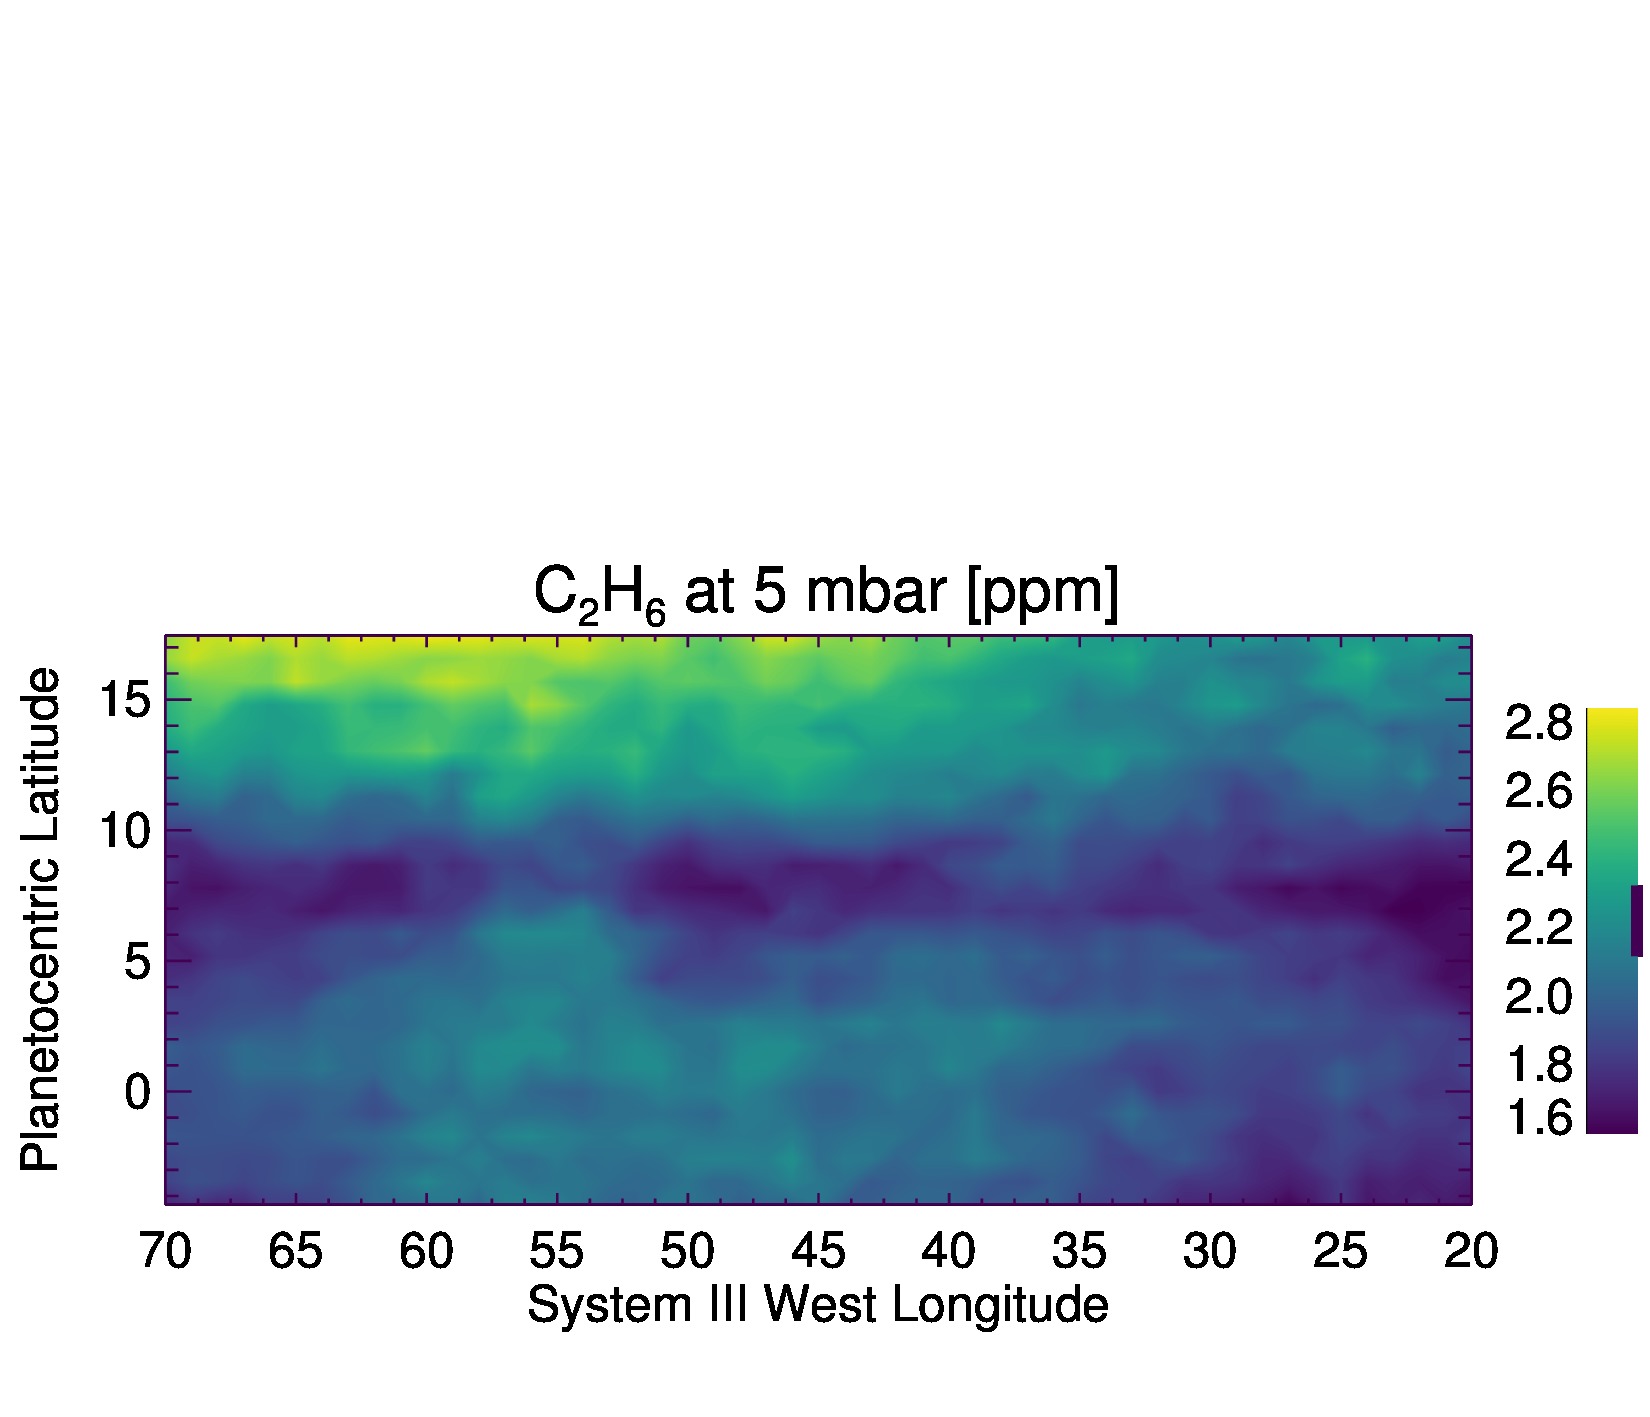 C₂H₆ at 5 mbar [ppm]
Planetocentric Latitude
15
10
5
0
2.8
2.6
2.4
2.2
2.0
1.8
1.6
70 65 60 55 50 45 40 35 30 25 20
System III West Longitude